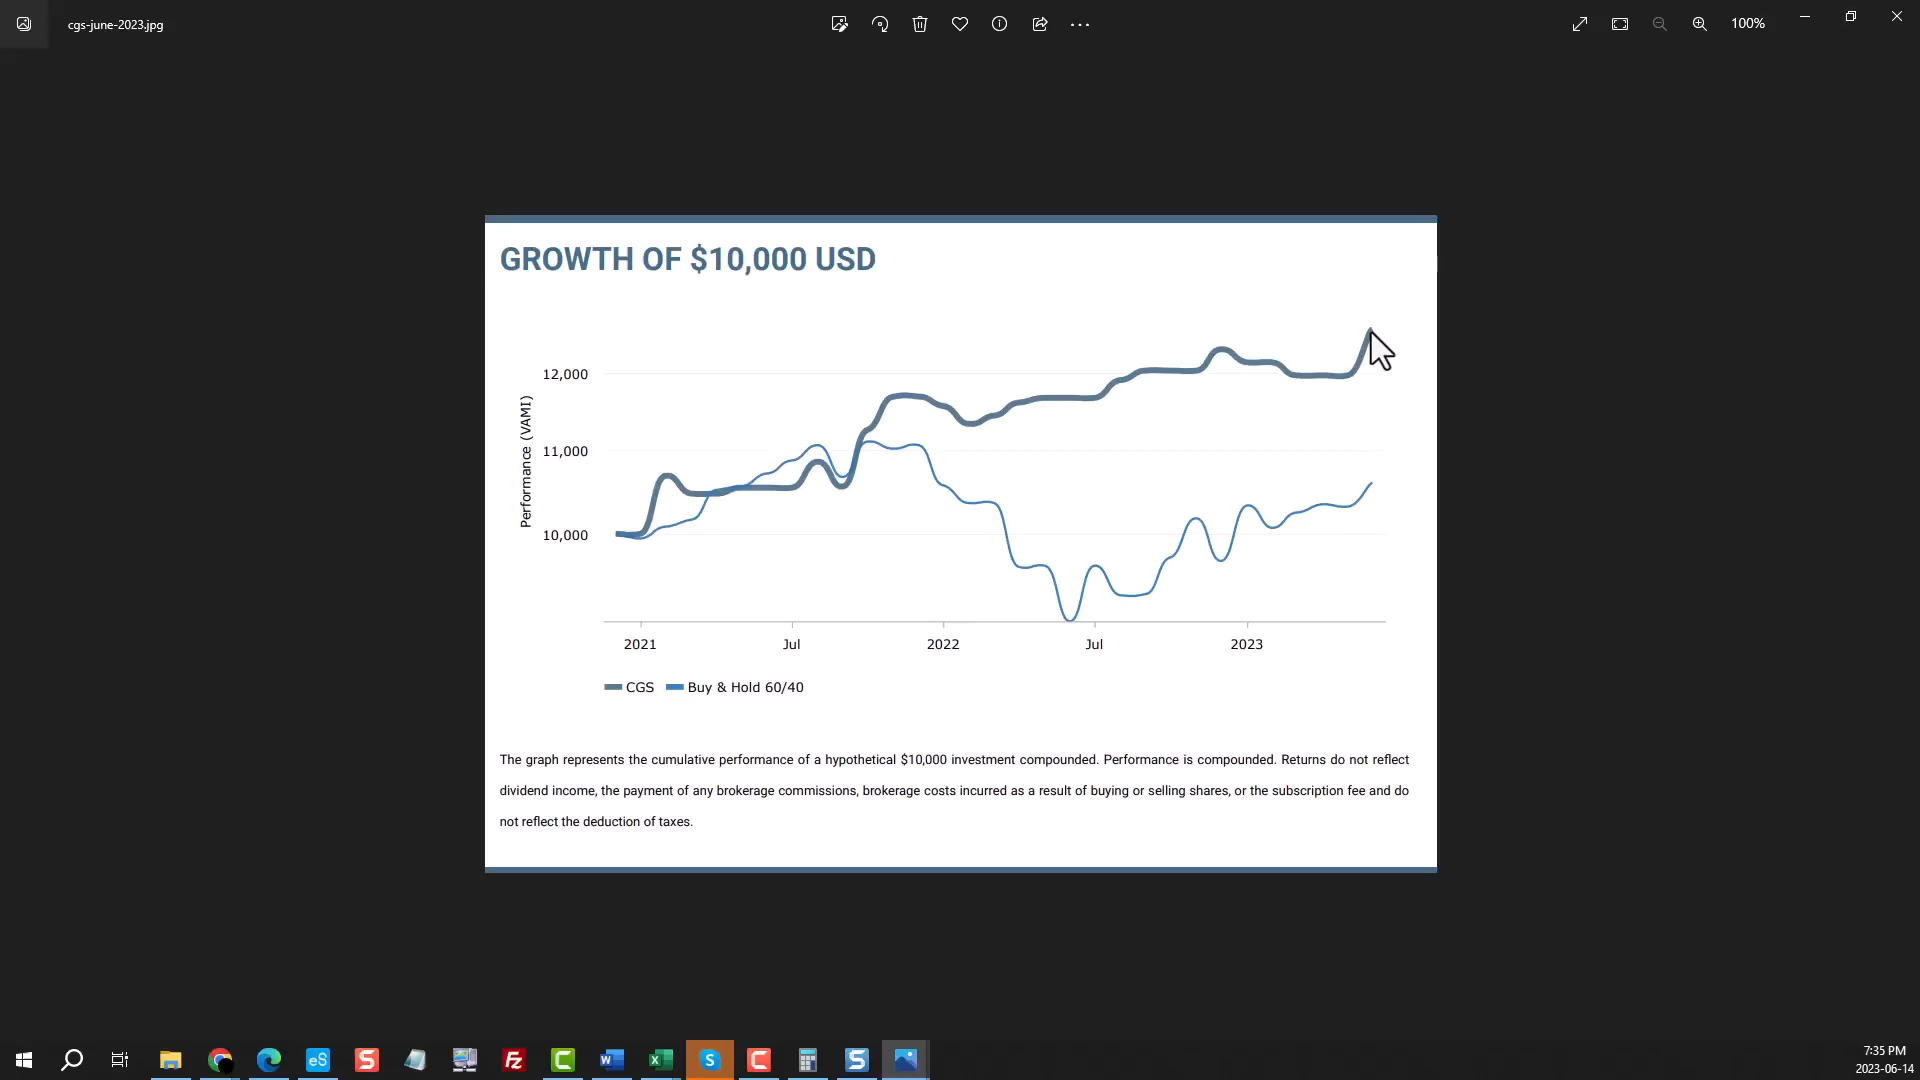 cgs-june-2023.jpg
100%
GROWTH OF $10,000 USD
12,000
11,000
10,000
Performance (VAMI)
2021 Jul 2022 Jul 2023
CGS Buy & Hold 60/40
The graph represents the cumulative performance of a hypothetical $10,000 investment compounded. Performance is compounded. Returns do not reflect
dividend income, the payment of any brokerage commissions, brokerage costs incurred as a result of buying or selling shares, or the subscription fee and do
not reflect the deduction of taxes.
eS S Fz C W X S C S
7:35 PM
2023-06-14